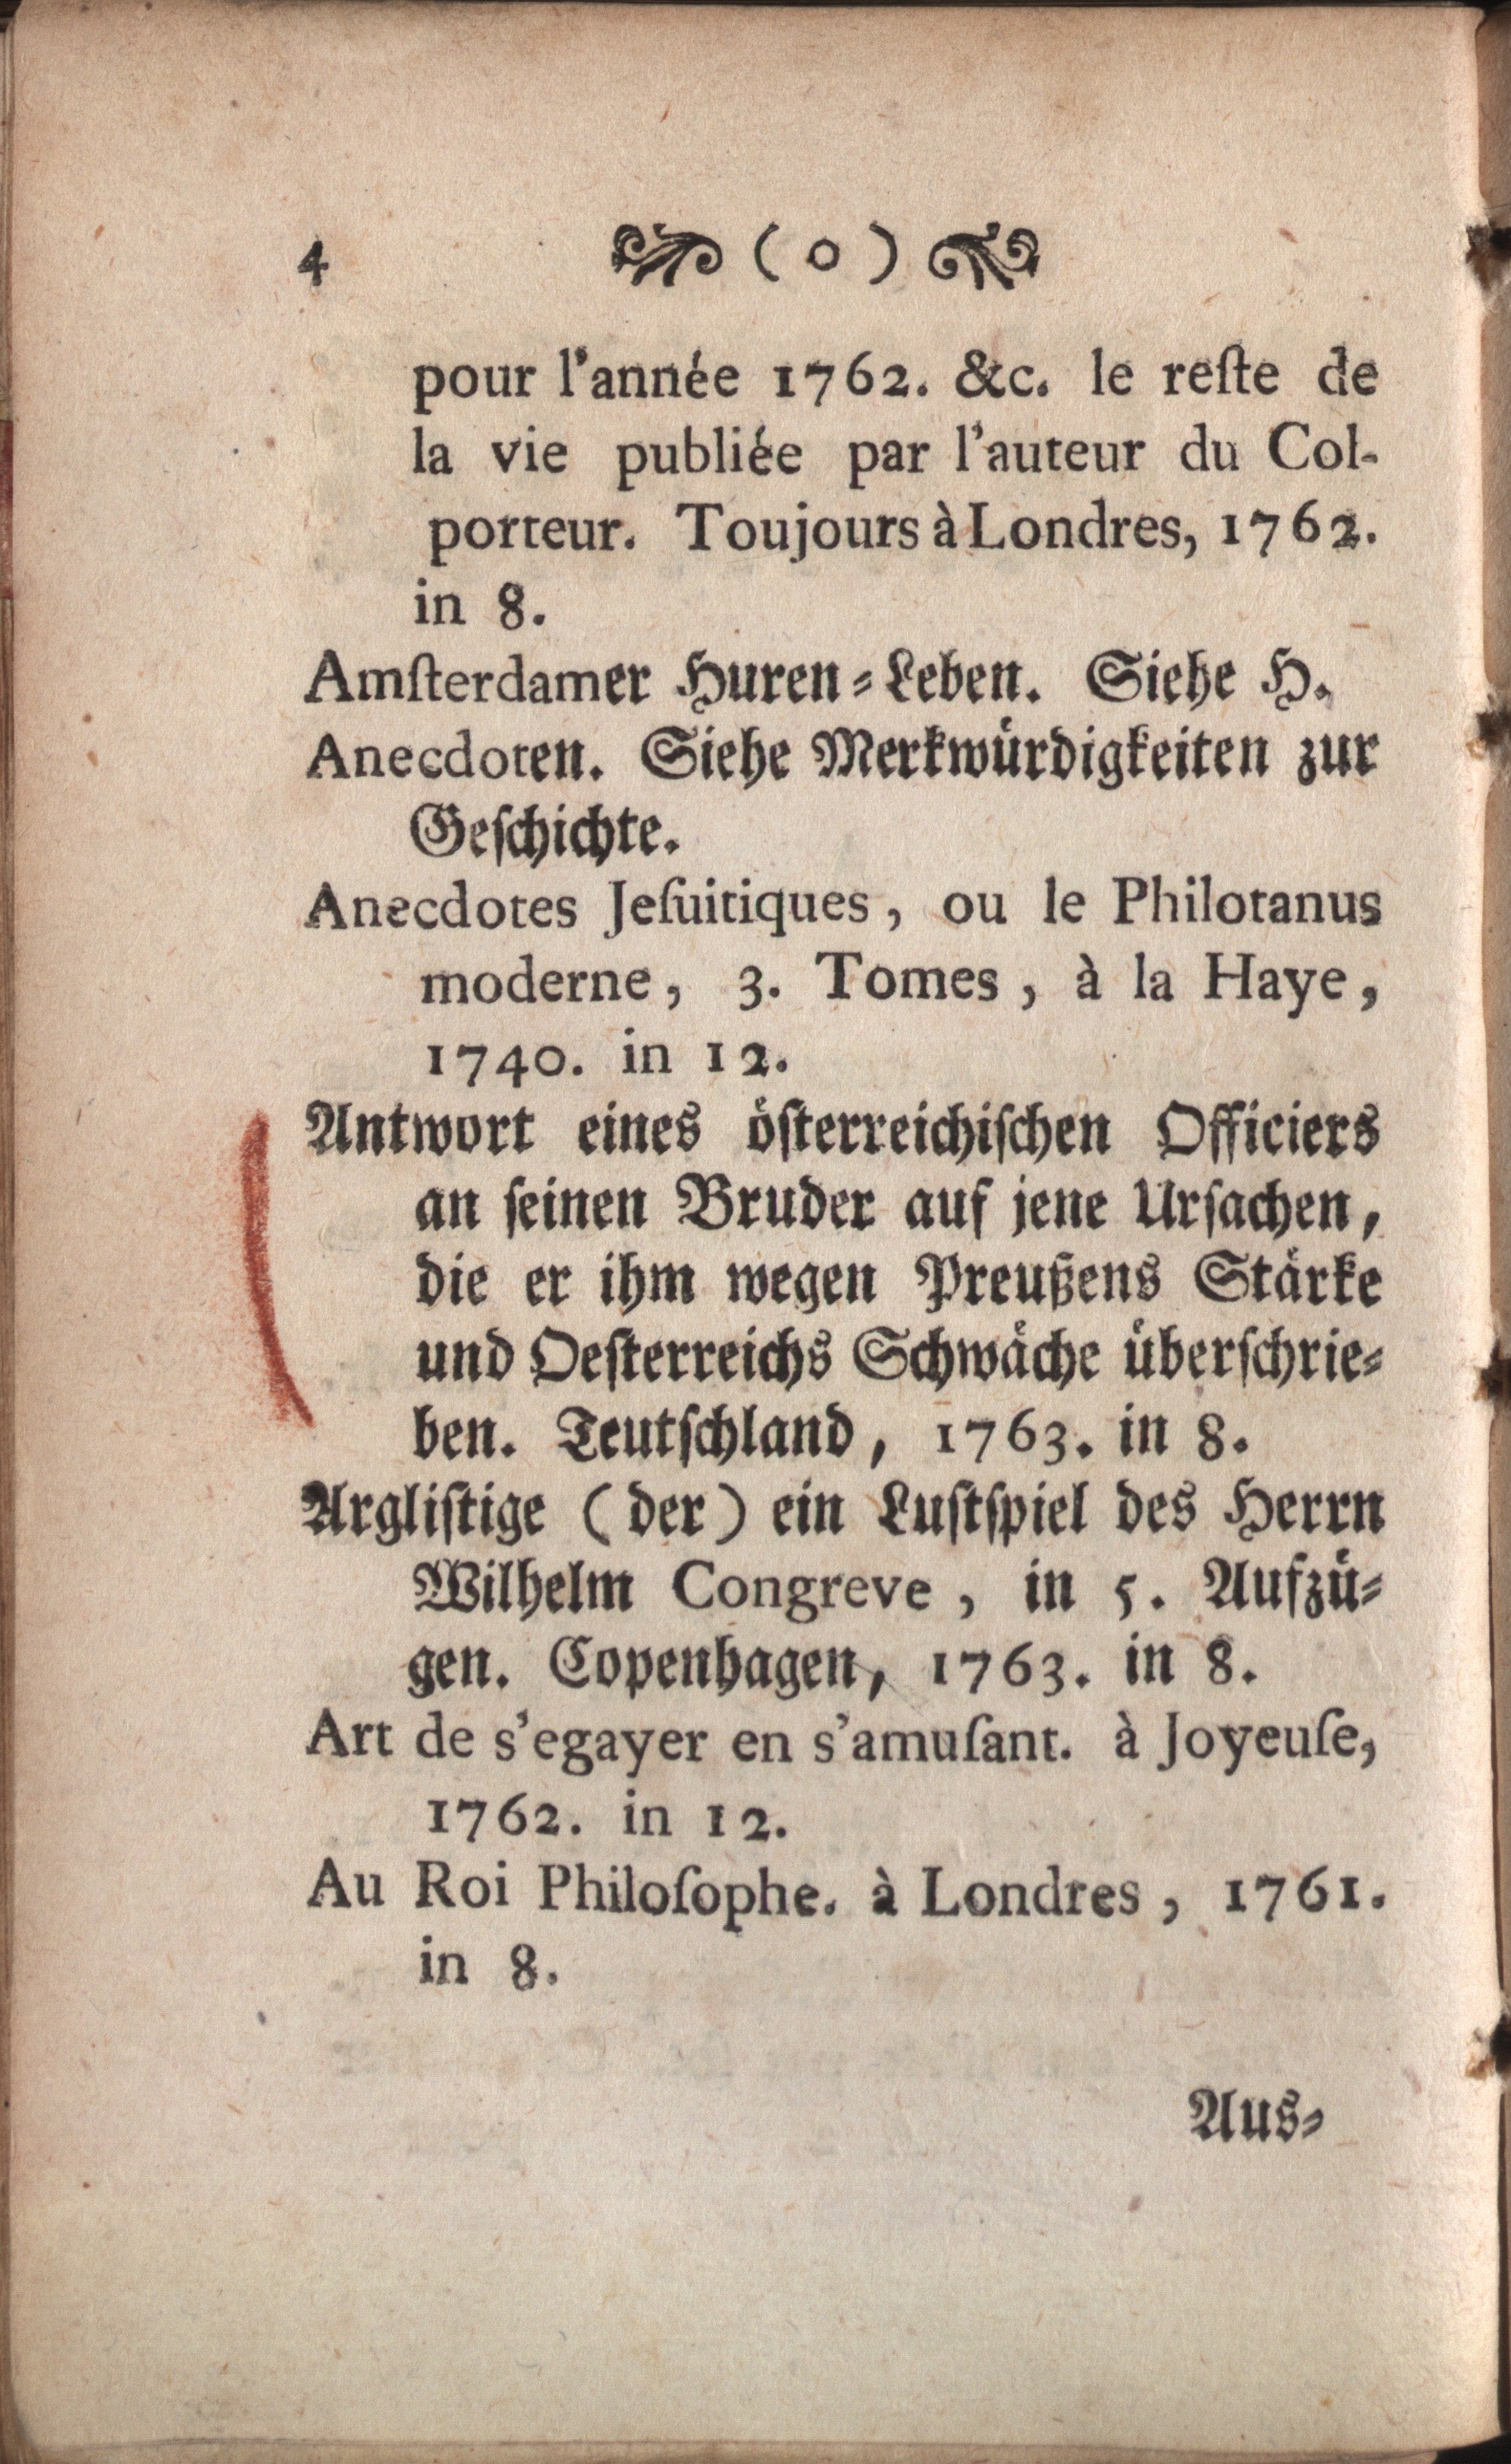 4 ( o )
pour l'année 1762. &c. le reſte de
la vie publiée par l'auteur du Col-
porteur. Toujours à Londres, 1762.
in 8.
Amſterdamer Huren-Leben. Siehe H.
Anecdoten. Siehe Merkwürdigkeiten zur
Geſchichte.
Anecdotes Jeſuitiques, ou le Philotanus
moderne, 3. Tomes, à la Haye,
1740. in 12.
Antwort eines öſterreichiſchen Officiers
an ſeinen Bruder auf jene Urſachen,
die er ihm wegen Preußens Stärke
und Oeſterreichs Schwäche überſchrie-
ben. Teutſchland, 1763. in 8.
Argliſtige (der) ein Luſtſpiel des Herrn
Wilhelm Congreve, in 5. Aufzü-
gen. Copenhagen, 1763. in 8.
Art de s'egayer en s'amuſant. à Joyeuſe,
1762. in 12.
Au Roi Philoſophe. à Londres, 1761.
in 8.
Aus-